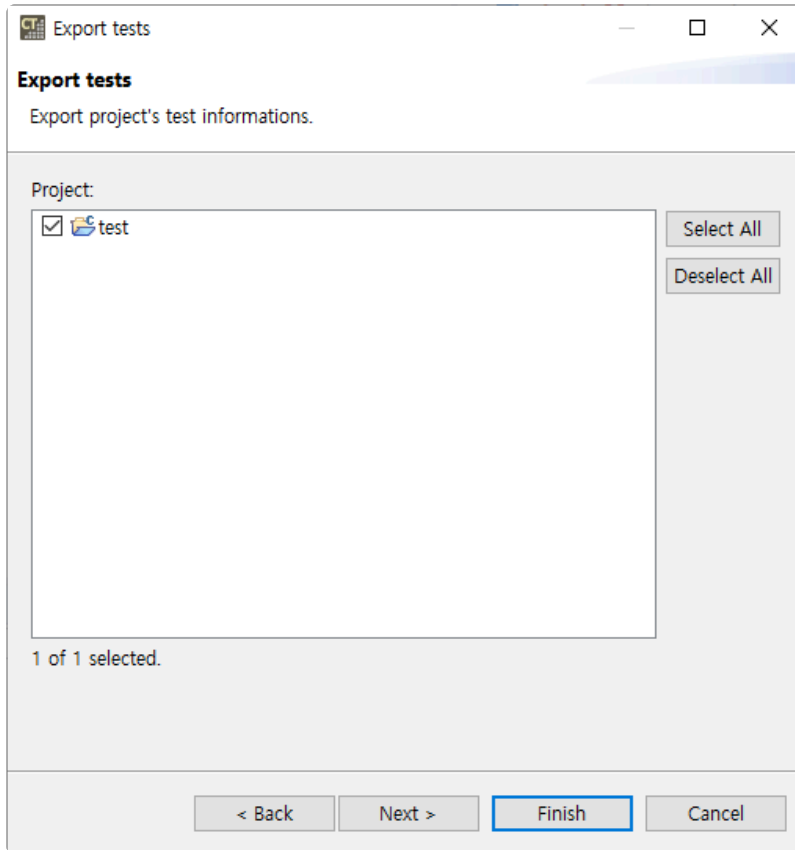 CT
Export tests
Export tests
Export project's test informations.
Project:
test
Select All
Deselect All
1 of 1 selected.
< Back
Next >
Finish
Cancel